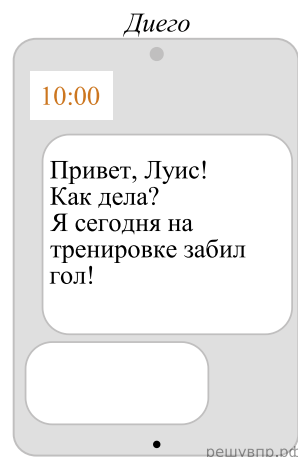 Диего
10:00
Привет, Луис!
Как дела?
Я сегодня на
тренировке забил
гол!
решувпр.рф